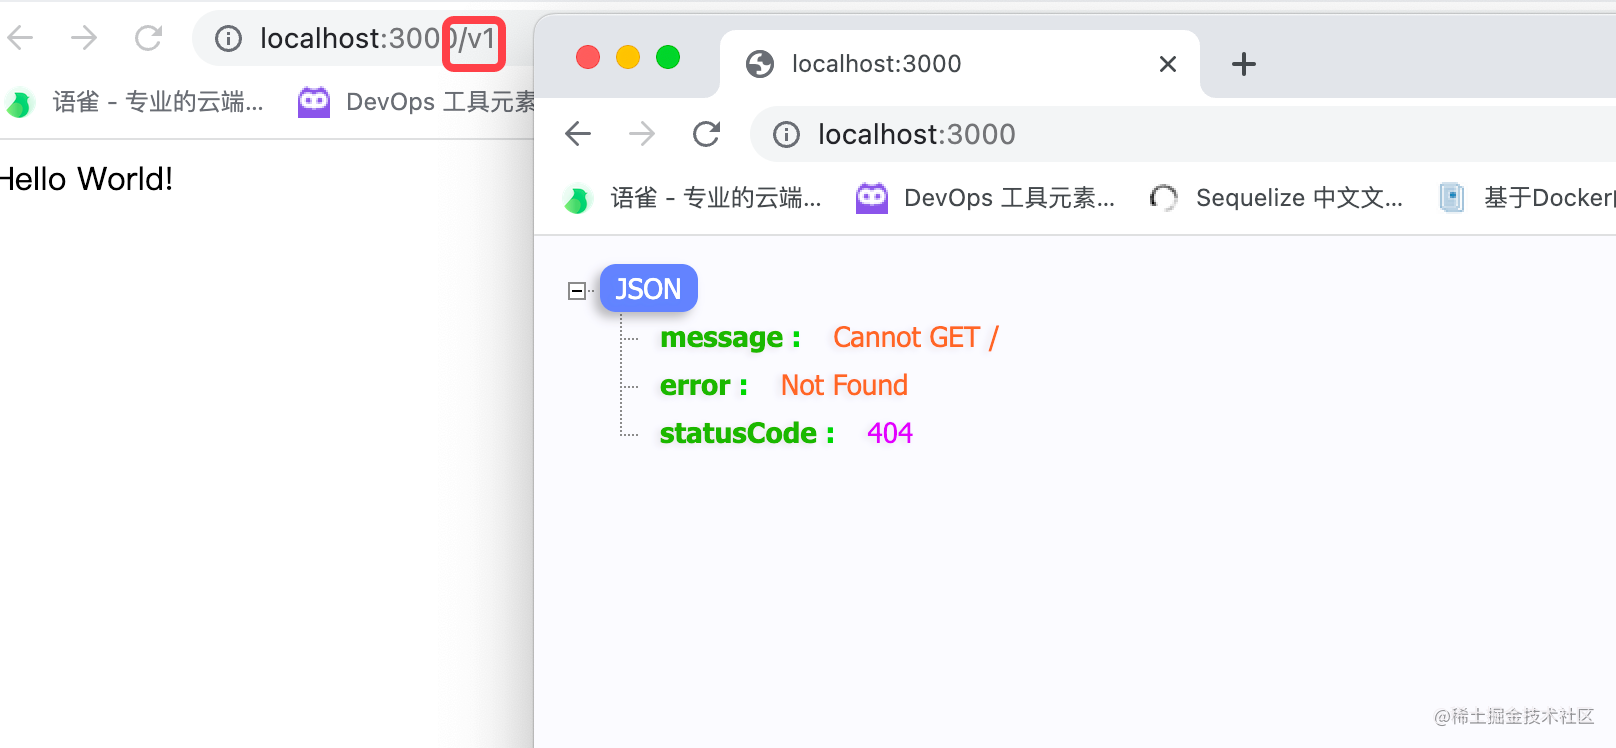 localhost:3000/v1
语雀 - 专业的云端... DevOps 工具元素
Hello World!
localhost:3000
localhost:3000
语雀 - 专业的云端... DevOps 工具元素... Sequelize 中文文... 基于Docker
JSON
message : Cannot GET /
error : Not Found
statusCode : 404
@稀土掘金技术社区